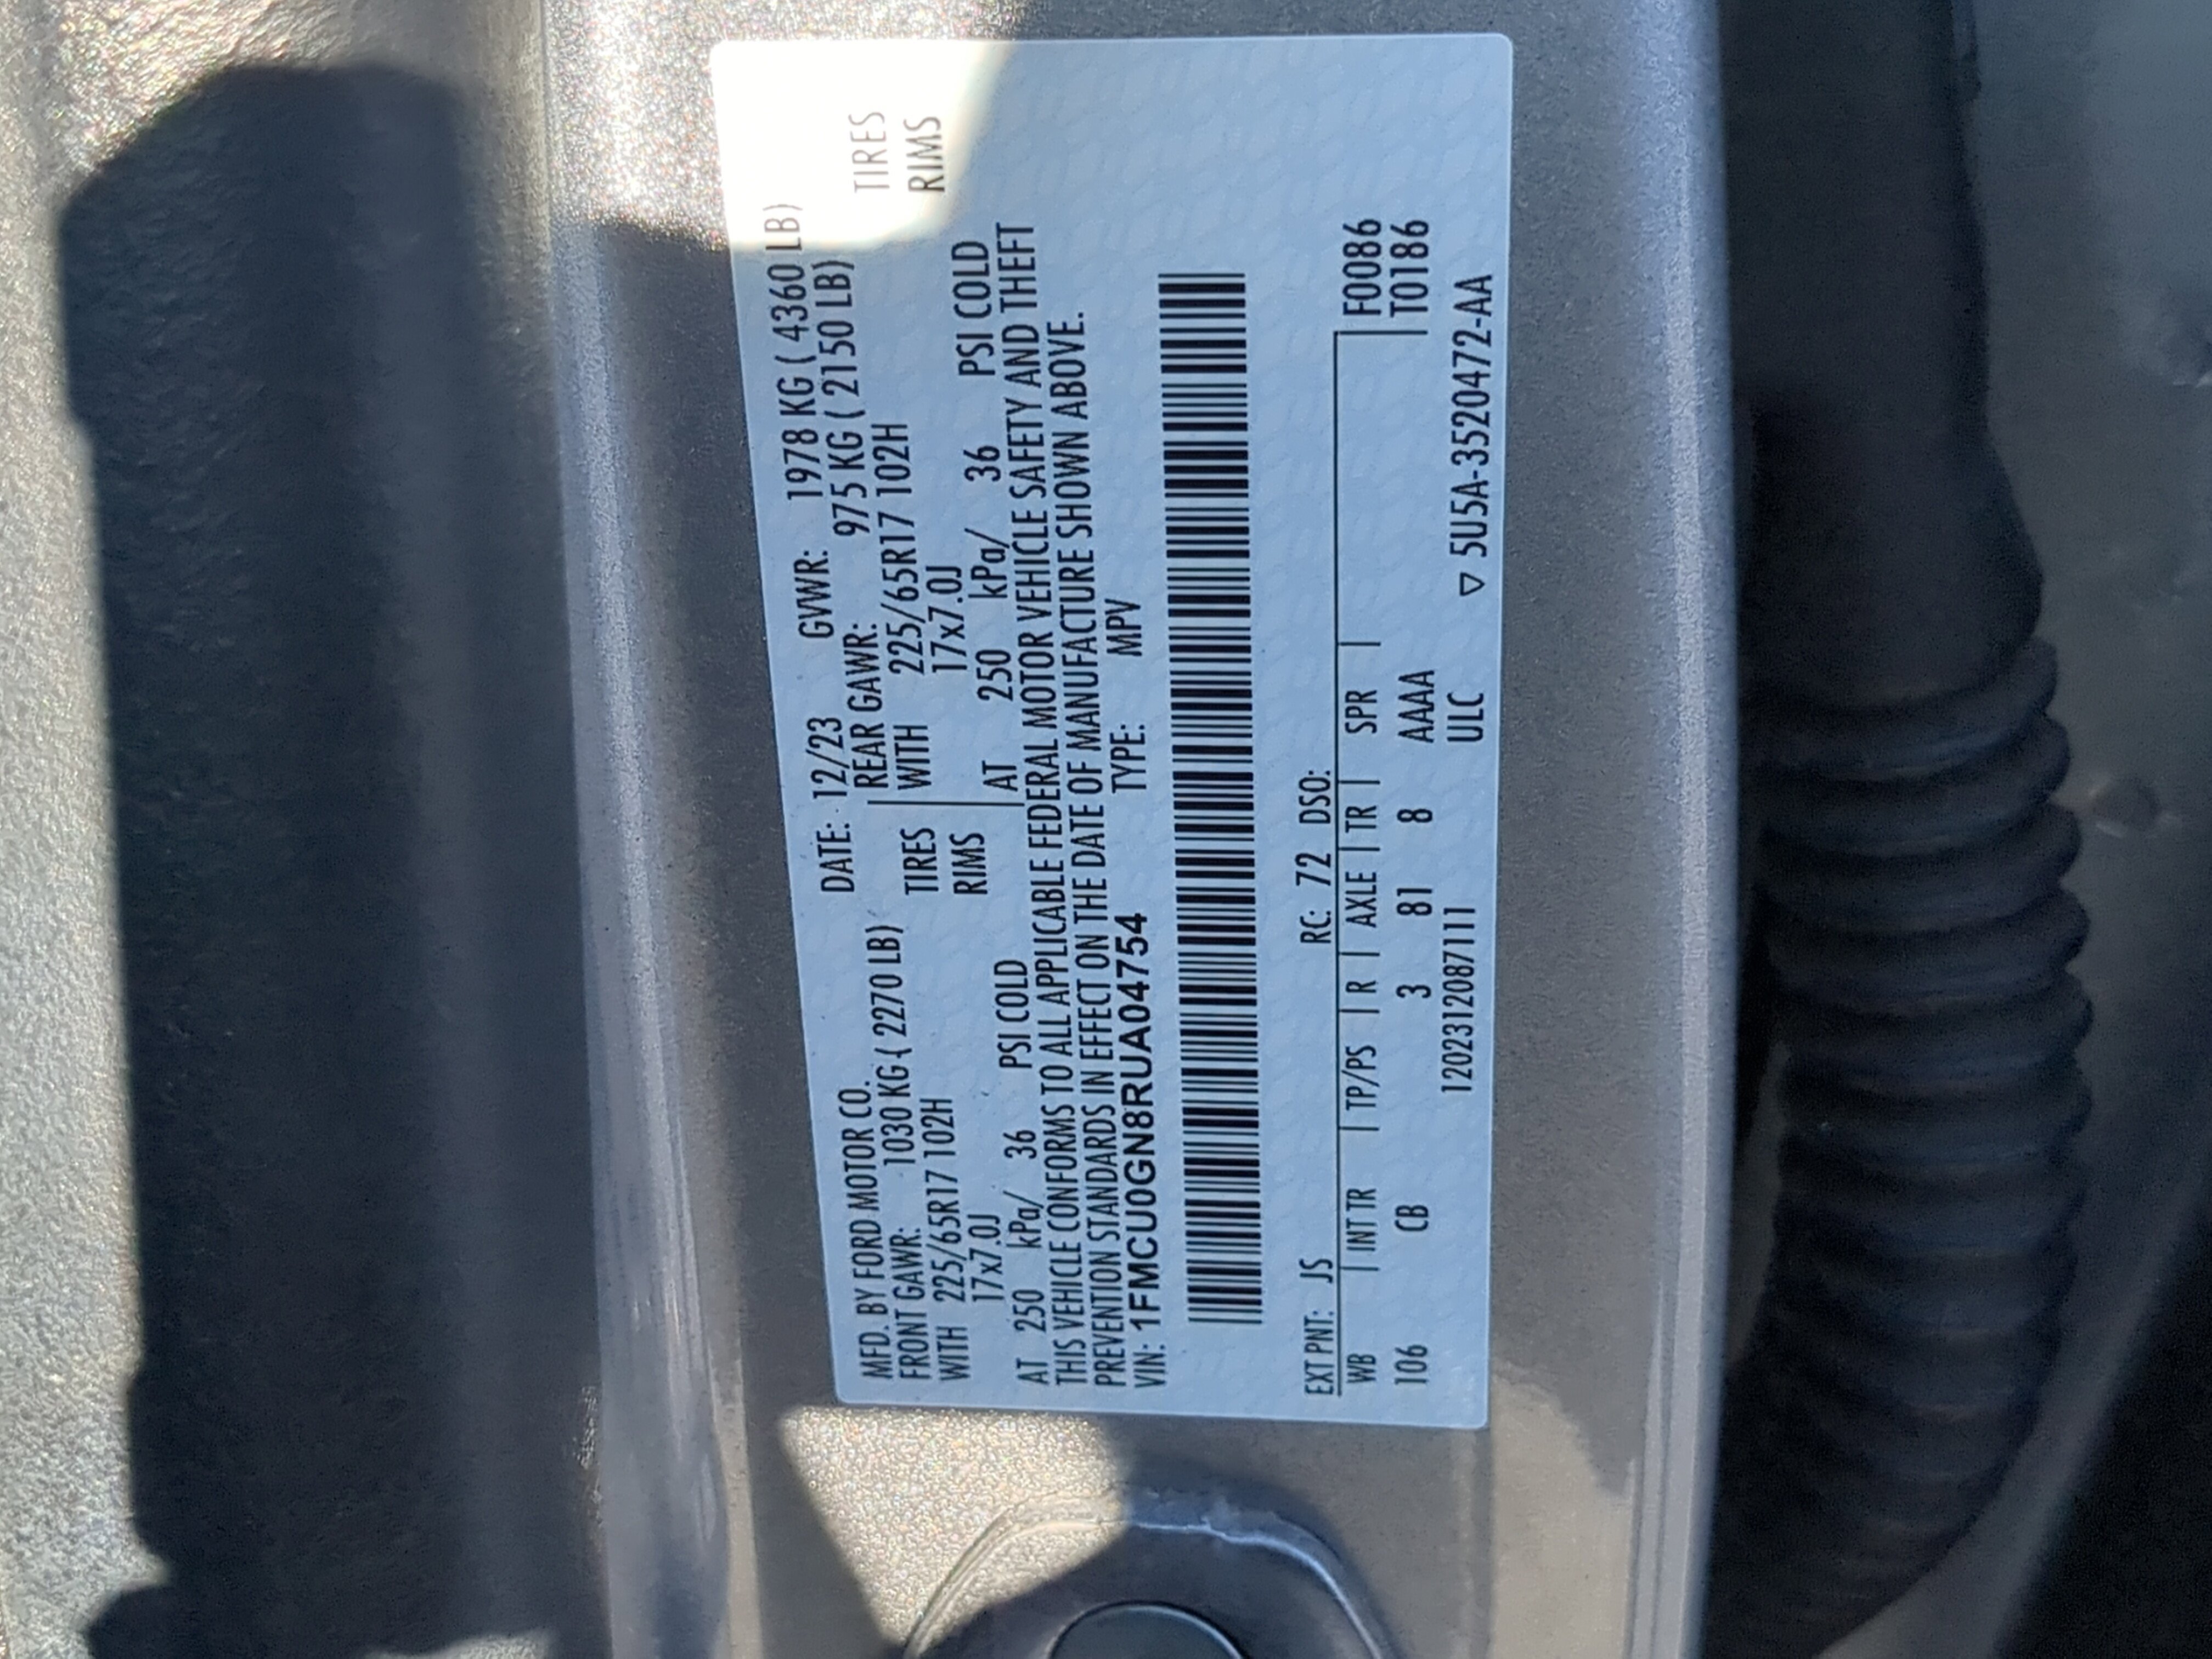 MFD. BY FORD MOTOR CO.
DATE: 12/23 GVWR: 1978 KG ( 4360 LB)
FRONT GAWR: 1030 KG ( 2270 LB) REAR GAWR: 975 KG ( 2150 LB)
WITH 225/65R17 102H TIRES WITH 225/65R17 102H TIRES
17x7.0J RIMS 17x7.0J RIMS
AT 250 kPa/ 36 PSI COLD AT 250 kPa/ 36 PSI COLD
THIS VEHICLE CONFORMS TO ALL APPLICABLE FEDERAL MOTOR VEHICLE SAFETY AND THEFT
PREVENTION STANDARDS IN EFFECT ON THE DATE OF MANUFACTURE SHOWN ABOVE.
VIN: 1FMCU0GN8RUA04754 TYPE: MPV
EXT PNT: JS RC: 72 DSO:
WB | INT TR | TP/PS | R | AXLE | TR | SPR | F0086
106 CB 3 81 8 AAAA T0186
1202312087111 ULC ▽ 5U5A-3520472-AA